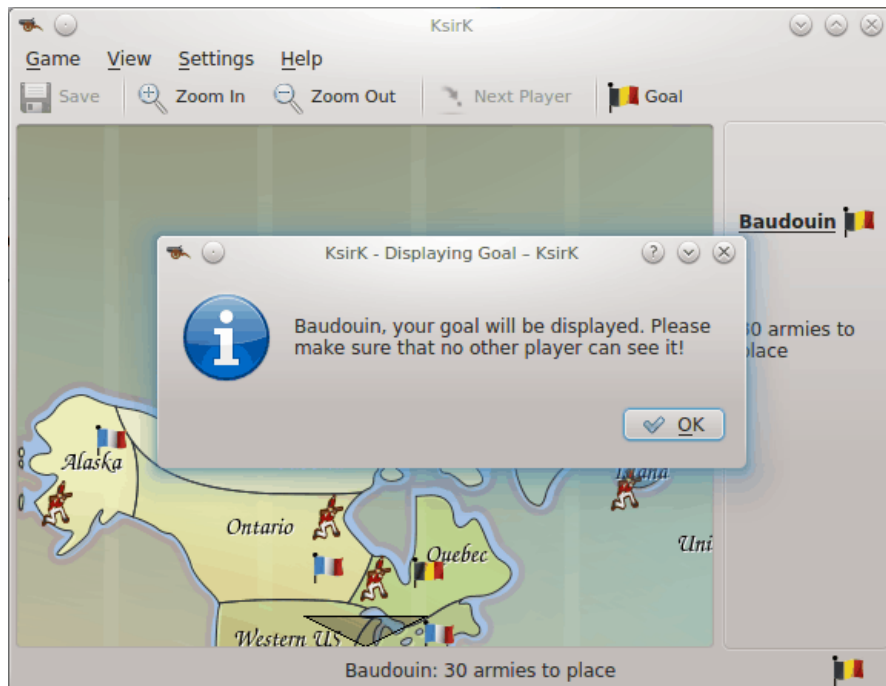 KsirK
Game View Settings Help
Save Zoom In Zoom Out Next Player Goal
Baudouin
KsirK - Displaying Goal – KsirK
Baudouin, your goal will be displayed. Please
make sure that no other player can see it!
30 armies to
place
OK
Alaska
Ontario
Quebec
Uni
Western US
Baudouin: 30 armies to place